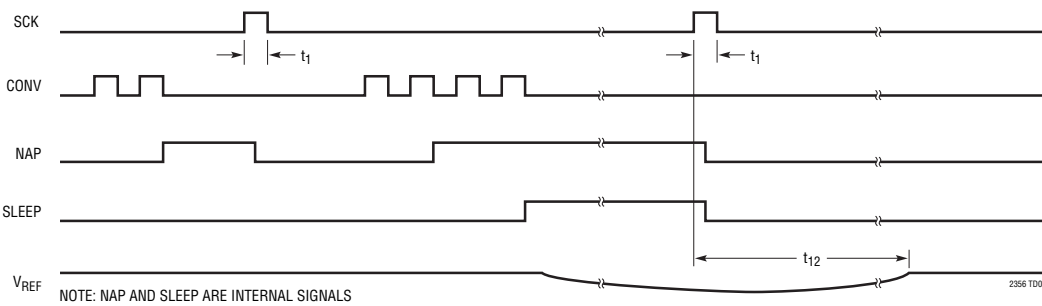 SCK
t1
t1
CONV
NAP
SLEEP
t12
VREF
NOTE: NAP AND SLEEP ARE INTERNAL SIGNALS
2356 TD0